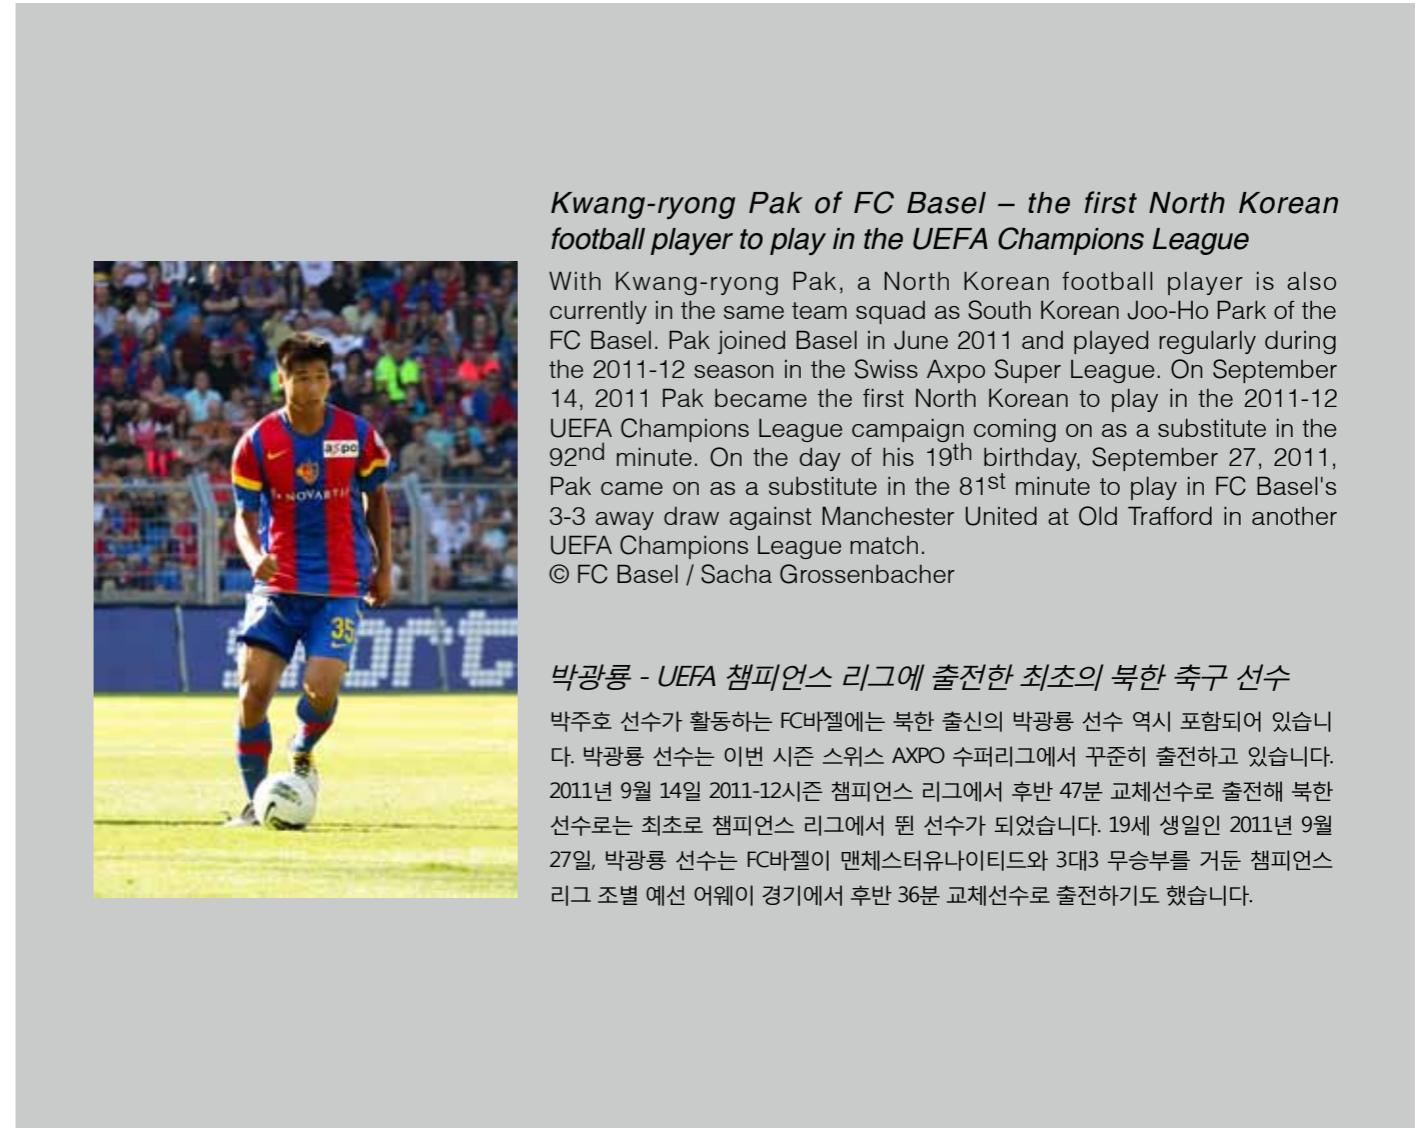 Kwang-ryong Pak of FC Basel – the first North Korean
football player to play in the UEFA Champions League
With Kwang-ryong Pak, a North Korean football player is also
currently in the same team squad as South Korean Joo-Ho Park of the
FC Basel. Pak joined Basel in June 2011 and played regularly during
the 2011-12 season in the Swiss Axpo Super League. On September
14, 2011 Pak became the first North Korean to play in the 2011-12
UEFA Champions League campaign coming on as a substitute in the
92nd minute. On the day of his 19th birthday, September 27, 2011,
Pak came on as a substitute in the 81st minute to play in FC Basel's
3-3 away draw against Manchester United at Old Trafford in another
UEFA Champions League match.
© FC Basel / Sacha Grossenbacher
박광룡 - UEFA 챔피언스 리그에 출전한 최초의 북한 축구 선수
박주호 선수가 활동하는 FC바젤에는 북한 출신의 박광룡 선수 역시 포함되어 있습니
다. 박광룡 선수는 이번 시즌 스위스 AXPO 수퍼리그에서 꾸준히 출전하고 있습니다.
2011년 9월 14일 2011-12시즌 챔피언스 리그에서 후반 47분 교체선수로 출전해 북한
선수로는 최초로 챔피언스 리그에서 뛴 선수가 되었습니다. 19세 생일인 2011년 9월
27일, 박광룡 선수는 FC바젤이 맨체스터유나이티드와 3대3 무승부를 거둔 챔피언스
리그 조별 예선 어웨이 경기에서 후반 36분 교체선수로 출전하기도 했습니다.
axpo
NOVARTIS
35